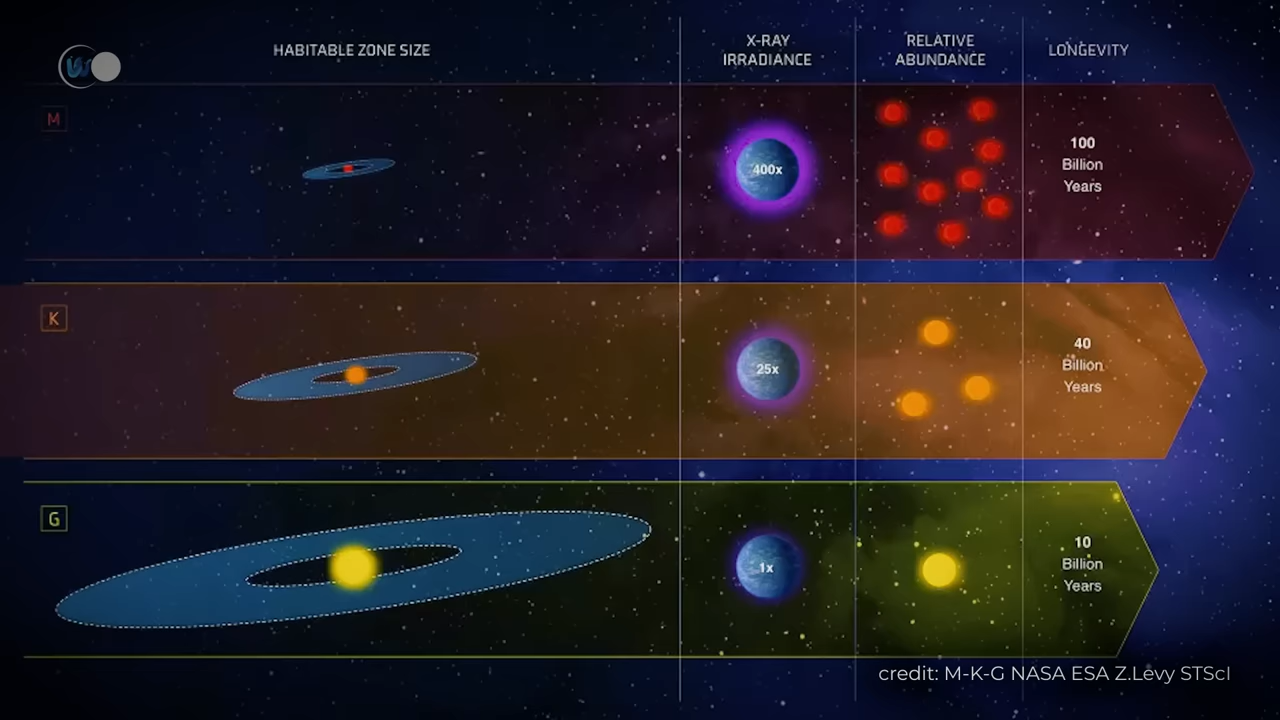 HABITABLE ZONE SIZE
X-RAY
IRRADIANCE
RELATIVE
ABUNDANCE
LONGEVITY
M
400x
100
Billion
Years
K
25x
40
Billion
Years
G
1x
10
Billion
Years
credit: M-K-G NASA ESA Z.Levy STScI